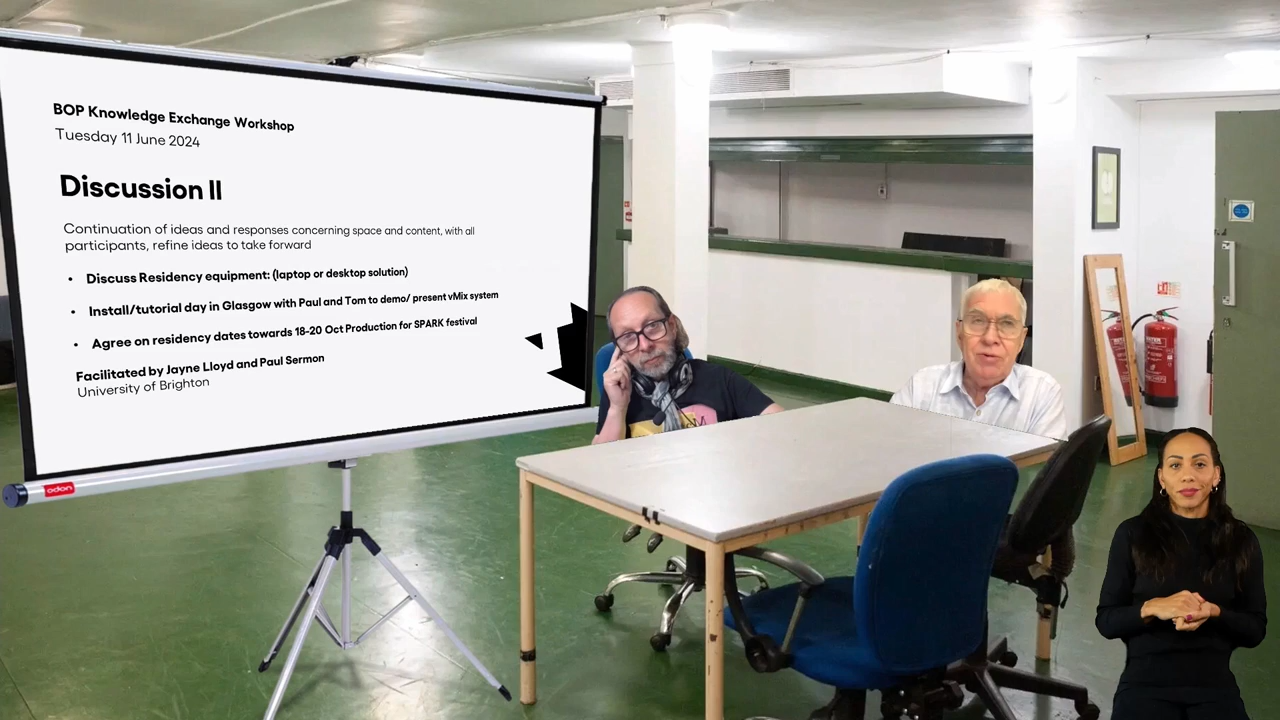 BOP Knowledge Exchange Workshop
Tuesday 11 June 2024
Discussion II
Continuation of ideas and responses concerning space and content, with all
participants, refine ideas to take forward
• Discuss Residency equipment: (laptop or desktop solution)
• Install/tutorial day in Glasgow with Paul and Tom to demo/ present vMix system
• Agree on residency dates towards 18-20 Oct Production for SPARK festival
Facilitated by Jayne Lloyd and Paul Sermon
University of Brighton
odon